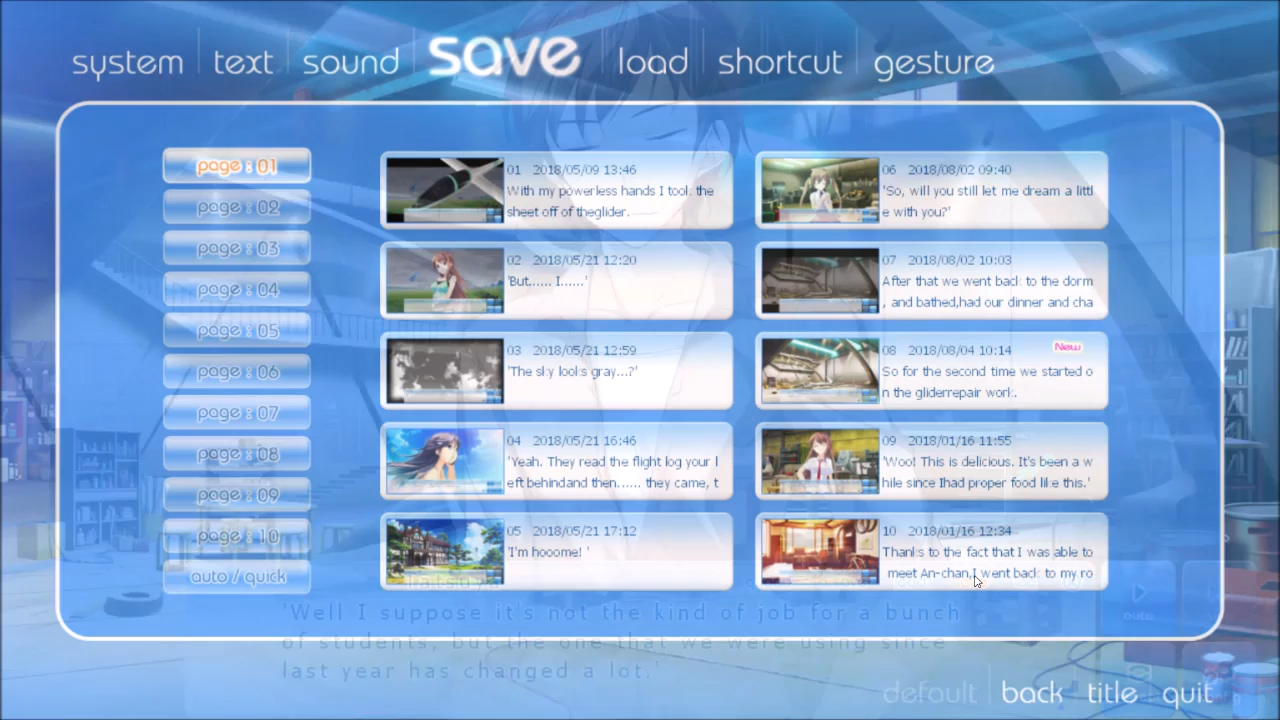 system text sound save load shortcut gesture
page : 01
page : 02
page : 03
page : 04
page : 05
page : 06
page : 07
page : 08
page : 09
page : 10
auto / quick
01 2018/05/09 13:46
With my powerless hands I took the
sheet off of theglider.
02 2018/05/21 12:20
'But...... I......'
03 2018/05/21 12:59
'The sky looks gray...?'
04 2018/05/21 16:46
'Yeah. They read the flight log your l
eft behindand then...... they came, t
05 2018/05/21 17:12
'I'm hooome! '
06 2018/08/02 09:40
'So, will you still let me dream a littl
e with you?'
07 2018/08/02 10:03
After that we went back to the dorm
, and bathed,had our dinner and cha
08 2018/08/04 10:14 New
So for the second time we started o
n the gliderrepair work.
09 2018/01/16 11:55
'Woo! This is delicious. It's been a w
hile since Ihad proper food like this.'
10 2018/01/16 12:34
Thanks to the fact that I was able to
meet An-chan,I went back to my ro
'Well I suppose it's not the kind of job for a bunch
of students, but the one that we were using since
last year has changed a lot.'
auto
default back title quit